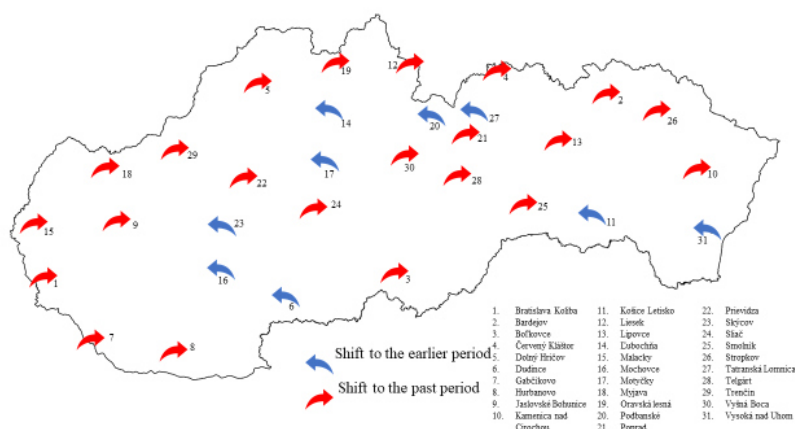 19
12
5
4
2
14
20
27
26
21
29
13
30
18
17
10
22
28
24
25
11
9
23
15
31
16
3
1
6
7
8
Shift to the earlier period
Shift to the past period
1. Bratislava Koliba
2. Bardejov
3. Boľkovce
4. Červený Kláštor
5. Dolný Hričov
6. Dudince
7. Gabčíkovo
8. Hurbanovo
9. Jaslovské Bohunice
10. Kamenica nad
Cirochou
11. Košice Letisko
12. Liesek
13. Lipovce
14. Ľubochňa
15. Malacky
16. Mochovce
17. Motyčky
18. Myjava
19. Oravská lesná
20. Podbanské
21. Poprad
22. Prievidza
23. Skýcov
24. Sliač
25. Smolník
26. Stropkov
27. Tatranská Lomnica
28. Telgárt
29. Trenčín
30. Vyšná Boca
31. Vysoká nad Uhom